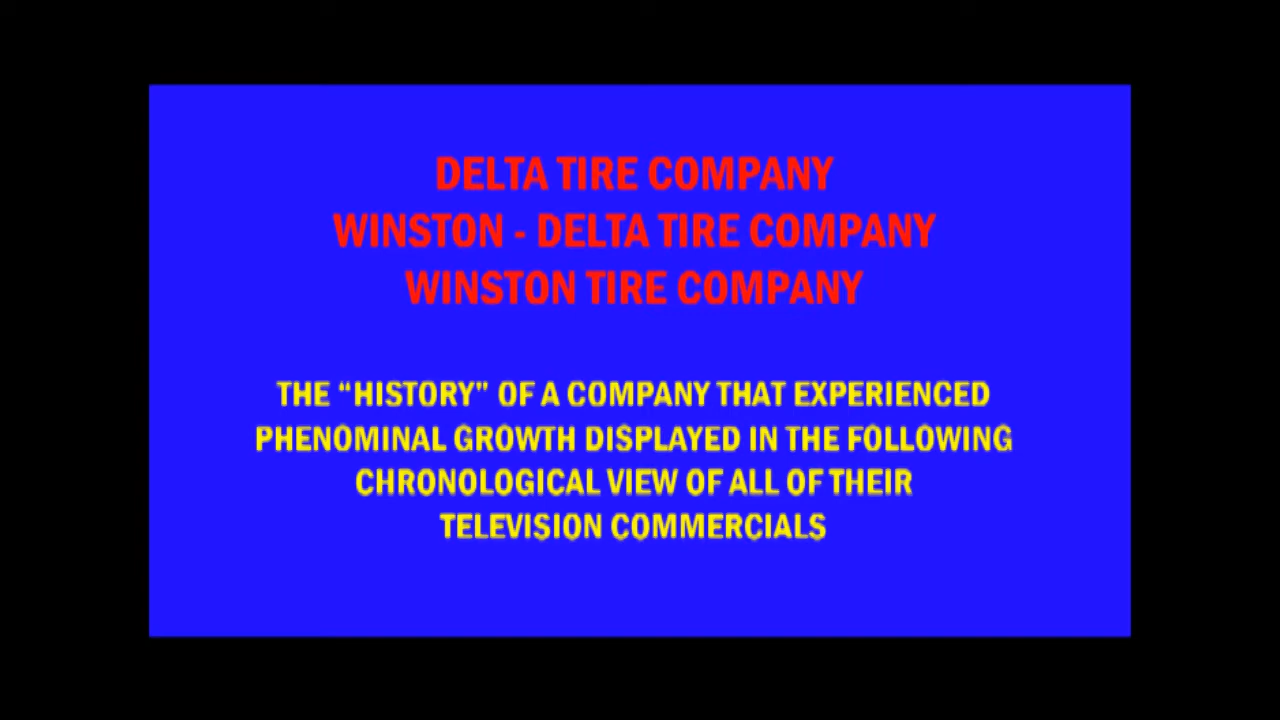 DELTA TIRE COMPANY
WINSTON - DELTA TIRE COMPANY
WINSTON TIRE COMPANY
THE “HISTORY” OF A COMPANY THAT EXPERIENCED
PHENOMINAL GROWTH DISPLAYED IN THE FOLLOWING
CHRONOLOGICAL VIEW OF ALL OF THEIR
TELEVISION COMMERCIALS